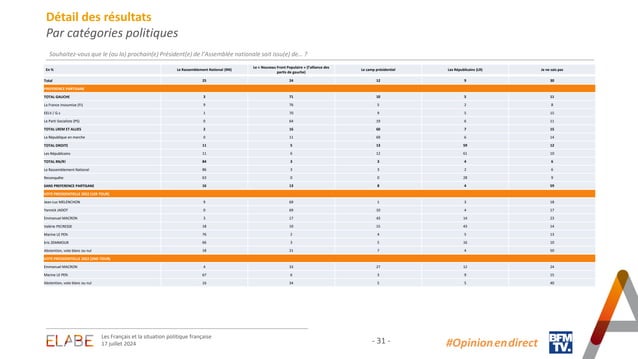 Détail des résultats
Par catégories politiques
Souhaitez-vous que le (ou la) prochain(e) Président(e) de l'Assemblée nationale soit issu(e) de… ?
En % Le Rassemblement National (RN) Le « Nouveau Front Populaire » (l'alliance des partis de gauche) Le camp présidentiel Les Républicains (LR) Je ne sais pas
Total 25 24 12 9 30
PREFERENCE PARTISANE
TOTAL GAUCHE 3 71 10 5 11
La France insoumise (FI) 9 76 5 2 8
EELV / G.s 1 70 9 5 15
Le Parti Socialiste (PS) 0 64 19 6 11
TOTAL LREM ET ALLIES 2 16 60 7 15
La République en marche 0 11 69 6 14
TOTAL DROITE 11 5 13 59 12
Les Républicains 11 6 12 61 10
TOTAL RN/R! 84 3 3 4 6
Le Rassemblement National 86 3 3 2 6
Reconquête 63 0 0 28 9
SANS PREFERENCE PARTISANE 16 13 8 4 59
VOTE PRESIDENTIELLE 2022 (1ER TOUR)
Jean-Luc MELENCHON 9 69 1 3 18
Yannick JADOT 0 69 10 4 17
Emmanuel MACRON 3 17 43 14 23
Valérie PECRESSE 18 10 15 43 14
Marine LE PEN 76 2 4 5 13
Eric ZEMMOUR 66 3 5 16 10
Abstention, vote blanc ou nul 18 21 7 4 50
VOTE PRESIDENTIELLE 2022 (2ND TOUR)
Emmanuel MACRON 4 33 27 12 24
Marine LE PEN 67 6 3 9 15
Abstention, vote blanc ou nul 16 34 5 5 40
ELABE
Les Français et la situation politique française
17 juillet 2024
- 31 -
#Opinion.en.direct
BFM
TV.